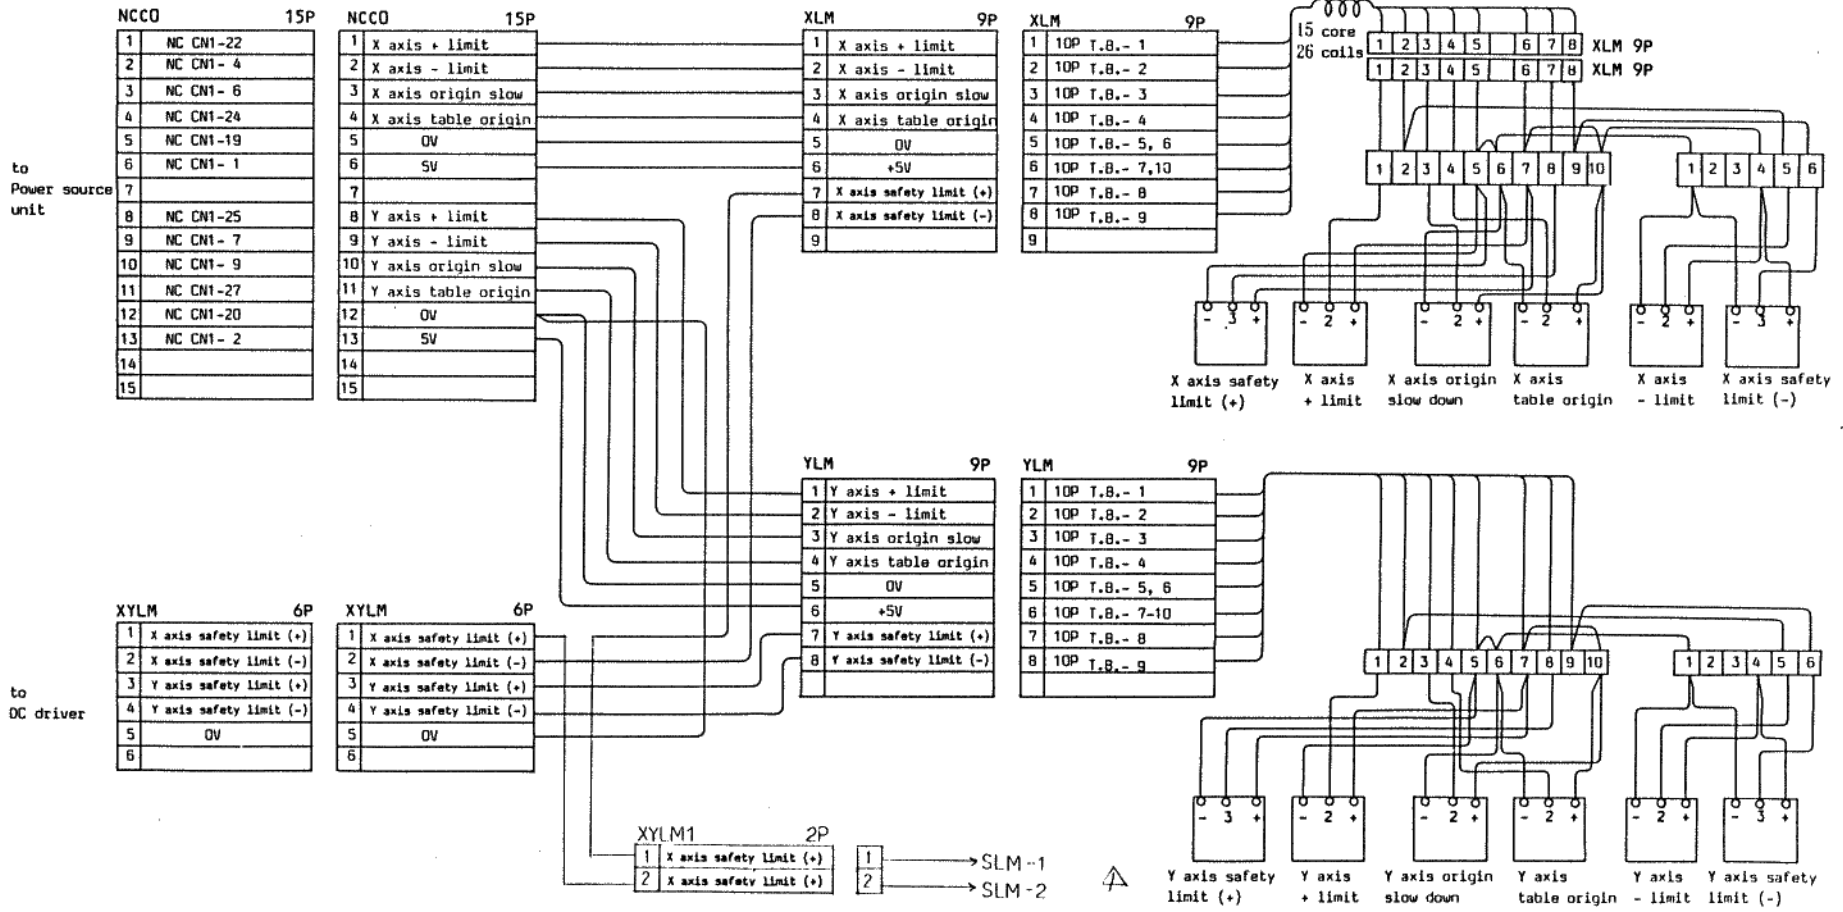 NCCO 15P
1 NC CN1-22
2 NC CN1- 4
3 NC CN1- 6
4 NC CN1-24
5 NC CN1-19
6 NC CN1- 1
7
8 NC CN1-25
9 NC CN1- 7
10 NC CN1- 9
11 NC CN1-27
12 NC CN1-20
13 NC CN1- 2
14
15
to
Power source
unit
NCCO 15P
1 X axis + limit
2 X axis - limit
3 X axis origin slow
4 X axis table origin
5 0V
6 5V
7
8 Y axis + limit
9 Y axis - limit
10 Y axis origin slow
11 Y axis table origin
12 0V
13 5V
14
15
XLM 9P
1 X axis + limit
2 X axis - limit
3 X axis origin slow
4 X axis table origin
5 0V
6 +5V
7 X axis safety limit (+)
8 X axis safety limit (-)
9
XLM 9P
1 10P T.B.- 1
2 10P T.B.- 2
3 10P T.B.- 3
4 10P T.B.- 4
5 10P T.B.- 5, 6
6 10P T.B.- 7,10
7 10P T.B.- 8
8 10P T.B.- 9
9
15 core
26 coils
1 2 3 4 5 6 7 8 XLM 9P
1 2 3 4 5 6 7 8 XLM 9P
1 2 3 4 5 6 7 8 9 10
1 2 3 4 5 6
- 3 +
- 2 +
- 2 +
- 2 +
- 2 +
- 3 +
X axis safety
limit (+)
X axis
+ limit
X axis origin
slow down
X axis
table origin
X axis
- limit
X axis safety
limit (-)
YLM 9P
1 Y axis + limit
2 Y axis - limit
3 Y axis origin slow
4 Y axis table origin
5 0V
6 +5V
7 Y axis safety limit (+)
8 Y axis safety limit (-)
YLM 9P
1 10P T.B.- 1
2 10P T.B.- 2
3 10P T.B.- 3
4 10P T.B.- 4
5 10P T.B.- 5, 6
6 10P T.B.- 7-10
7 10P T.B.- 8
8 10P T.B.- 9
1 2 3 4 5 6 7 8 9 10
1 2 3 4 5 6
- 3 +
- 2 +
- 2 +
- 2 +
- 2 +
- 3 +
Y axis safety
limit (+)
Y axis
+ limit
Y axis origin
slow down
Y axis
table origin
Y axis
- limit
Y axis safety
limit (-)
to
DC driver
XYLM 6P
1 X axis safety limit (+)
2 X axis safety limit (-)
3 Y axis safety limit (+)
4 Y axis safety limit (-)
5 0V
6
XYLM 6P
1 X axis safety limit (+)
2 X axis safety limit (-)
3 Y axis safety limit (+)
4 Y axis safety limit (-)
5 0V
6
XYLM1 2P
1 X axis safety limit (+)
2 X axis safety limit (+)
1 SLM-1
2 SLM-2
A